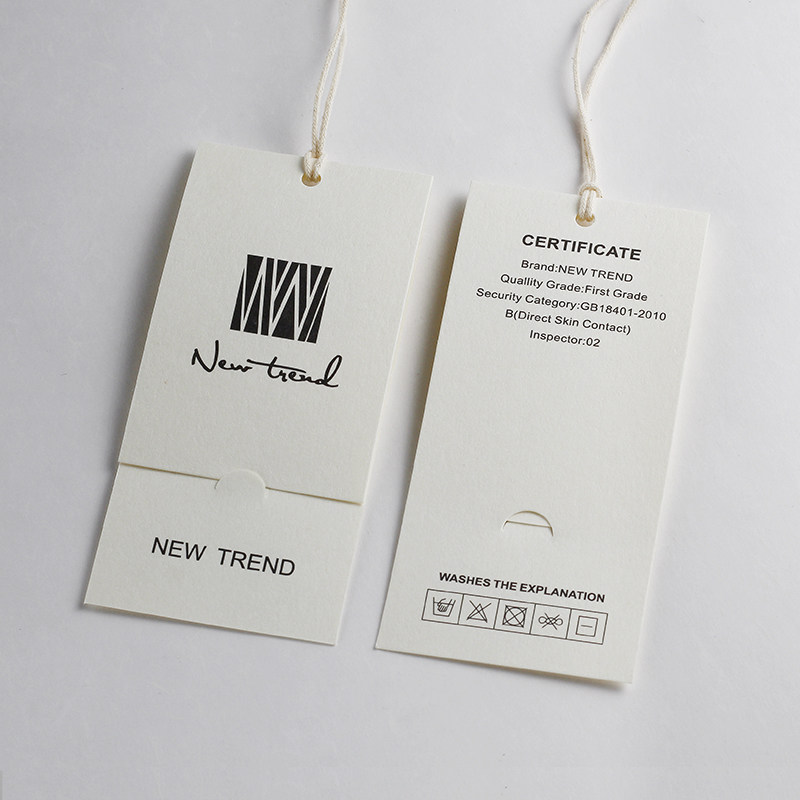 New trend
NEW TREND
CERTIFICATE
Brand:NEW TREND
Quallity Grade:First Grade
Security Category:GB18401-2010
B(Direct Skin Contact)
Inspector:02
WASHES THE EXPLANATION